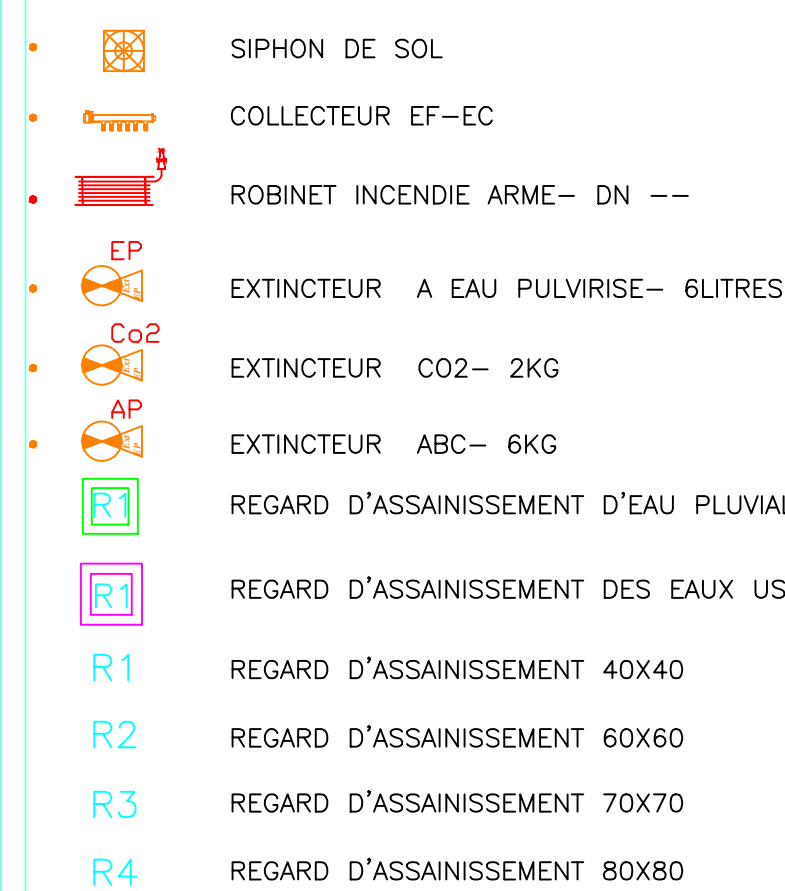 SIPHON DE SOL
COLLECTEUR EF-EC
ROBINET INCENDIE ARME- DN --
EP
EXTINCTEUR A EAU PULVIRISE- 6LITRES
Co2
EXTINCTEUR CO2- 2KG
AP
EXTINCTEUR ABC- 6KG
R1 REGARD D'ASSAINISSEMENT D'EAU PLUVIAL
R1 REGARD D'ASSAINISSEMENT DES EAUX US
R1 REGARD D'ASSAINISSEMENT 40X40
R2 REGARD D'ASSAINISSEMENT 60X60
R3 REGARD D'ASSAINISSEMENT 70X70
R4 REGARD D'ASSAINISSEMENT 80X80